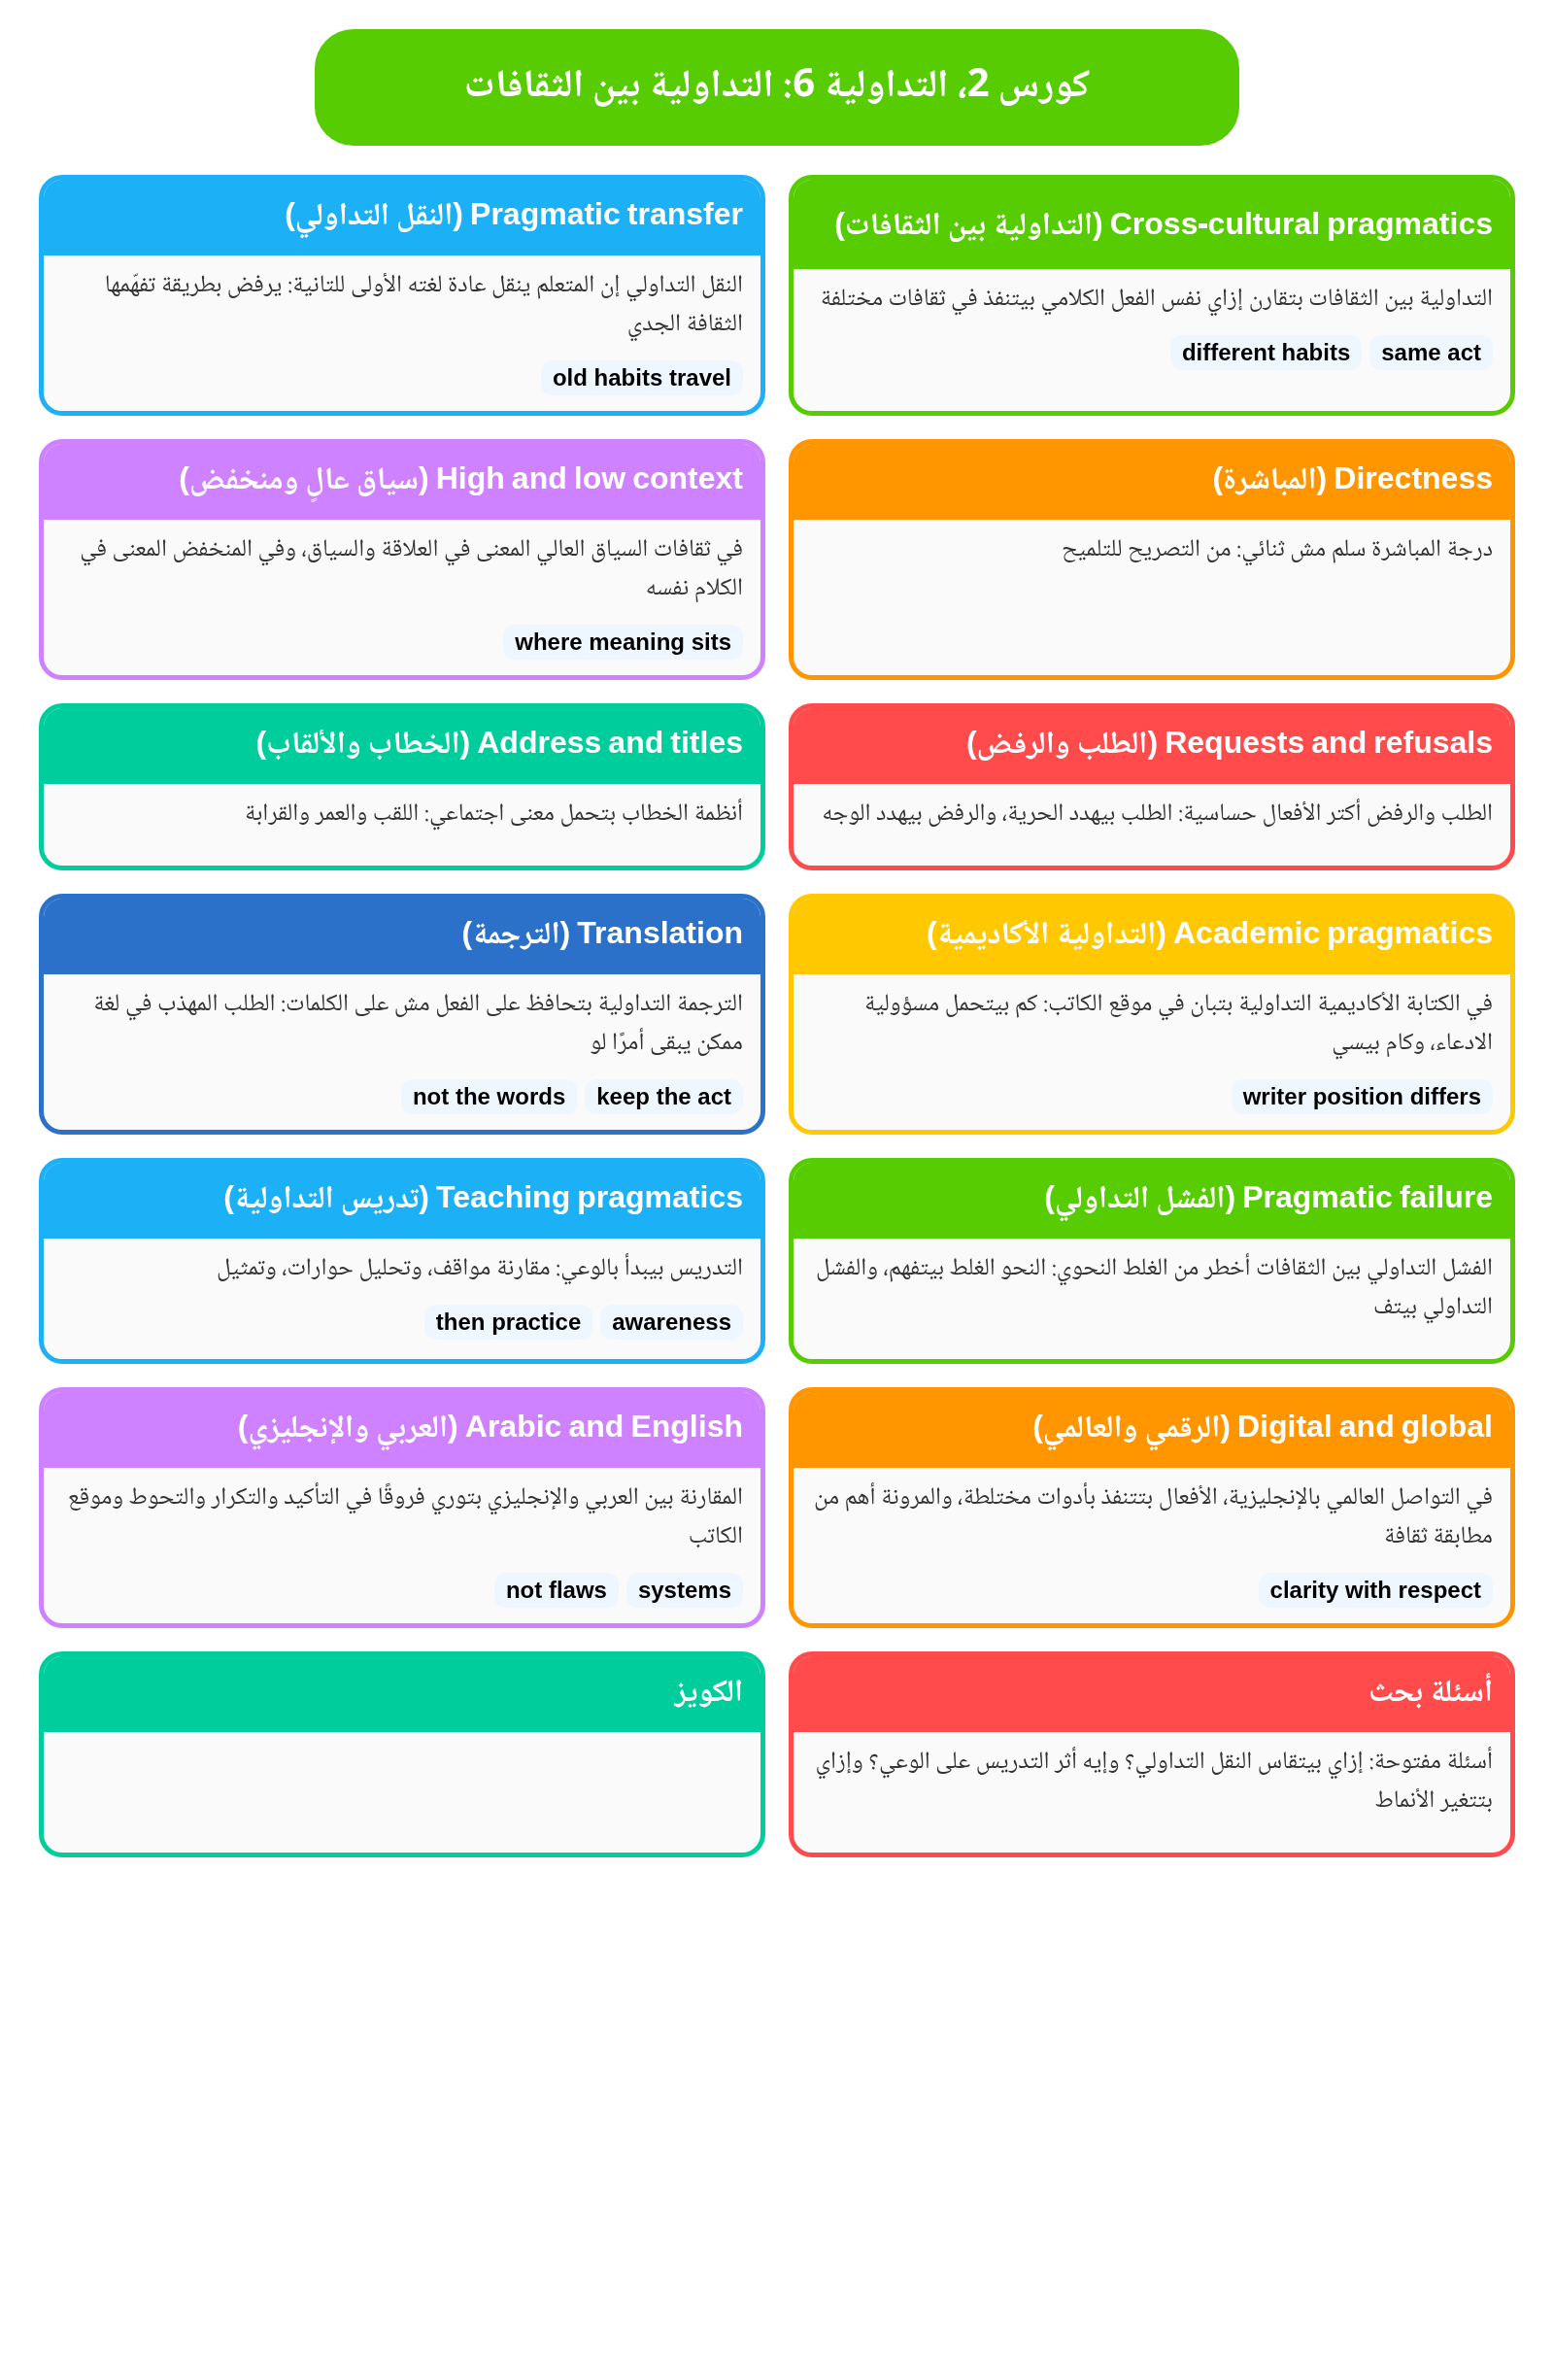 كورس 2، التداولية 6: التداولية بين الثقافات
Cross-cultural pragmatics (التداولية بين الثقافات)
التداولية بين الثقافات بتقارن إزاي نفس الفعل الكلامي بيتنفذ في ثقافات مختلفة
same act different habits
Pragmatic transfer (النقل التداولي)
النقل التداولي إن المتعلم ينقل عادة لغته الأولى للتانية: يرفض بطريقة تفهّمها
الثقافة الجدي
old habits travel
Directness (المباشرة)
درجة المباشرة سلم مش ثنائي: من التصريح للتلميح
High and low context (سياق عالٍ ومنخفض)
في ثقافات السياق العالي المعنى في العلاقة والسياق، وفي المنخفض المعنى في
الكلام نفسه
where meaning sits
Requests and refusals (الطلب والرفض)
الطلب والرفض أكتر الأفعال حساسية: الطلب بيهدد الحرية، والرفض بيهدد الوجه
Address and titles (الخطاب والألقاب)
أنظمة الخطاب بتحمل معنى اجتماعي: اللقب والعمر والقرابة
Academic pragmatics (التداولية الأكاديمية)
في الكتابة الأكاديمية التداولية بتبان في موقع الكاتب: كم بيتحمل مسؤولية
الادعاء، وكام بيسي
writer position differs
Translation (الترجمة)
الترجمة التداولية بتحافظ على الفعل مش على الكلمات: الطلب المهذب في لغة
ممكن يبقى أمرًا لو
keep the act not the words
Pragmatic failure (الفشل التداولي)
الفشل التداولي بين الثقافات أخطر من الغلط النحوي: النحو الغلط بيتفهم، والفشل
التداولي بيتف
Teaching pragmatics (تدريس التداولية)
التدريس بيبدأ بالوعي: مقارنة مواقف، وتحليل حوارات، وتمثيل
awareness then practice
Digital and global (الرقمي والعالمي)
في التواصل العالمي بالإنجليزية، الأفعال بتتنفذ بأدوات مختلطة، والمرونة أهم من
مطابقة ثقافة
clarity with respect
Arabic and English (العربي والإنجليزي)
المقارنة بين العربي والإنجليزي بتوري فروقًا في التأكيد والتكرار والتحوط وموقع
الكاتب
systems not flaws
أسئلة بحث
أسئلة مفتوحة: إزاي بيتقاس النقل التداولي؟ وإيه أثر التدريس على الوعي؟ وإزاي
بتتغير الأنماط
الكويز